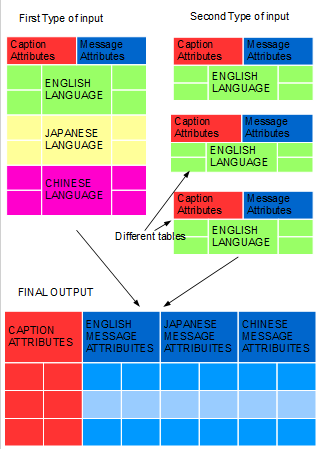 First Type of input
Second Type of input
Caption Attributes
Message Attributes
ENGLISH
LANGUAGE
JAPANESE
LANGUAGE
CHINESE
LANGUAGE
Caption Attributes
Message Attributes
ENGLISH
LANGUAGE
Caption Attributes
Message Attributes
ENGLISH
LANGUAGE
Caption Attributes
Message Attributes
ENGLISH
LANGUAGE
Different tables
FINAL OUTPUT
CAPTION
ATTRIBUTES
ENGLISH
MESSAGE
ATTRIBUITES
JAPANESE
MESSAGE
ATTRIBUITES
CHINESE
MESSAGE
ATTRIBUITES